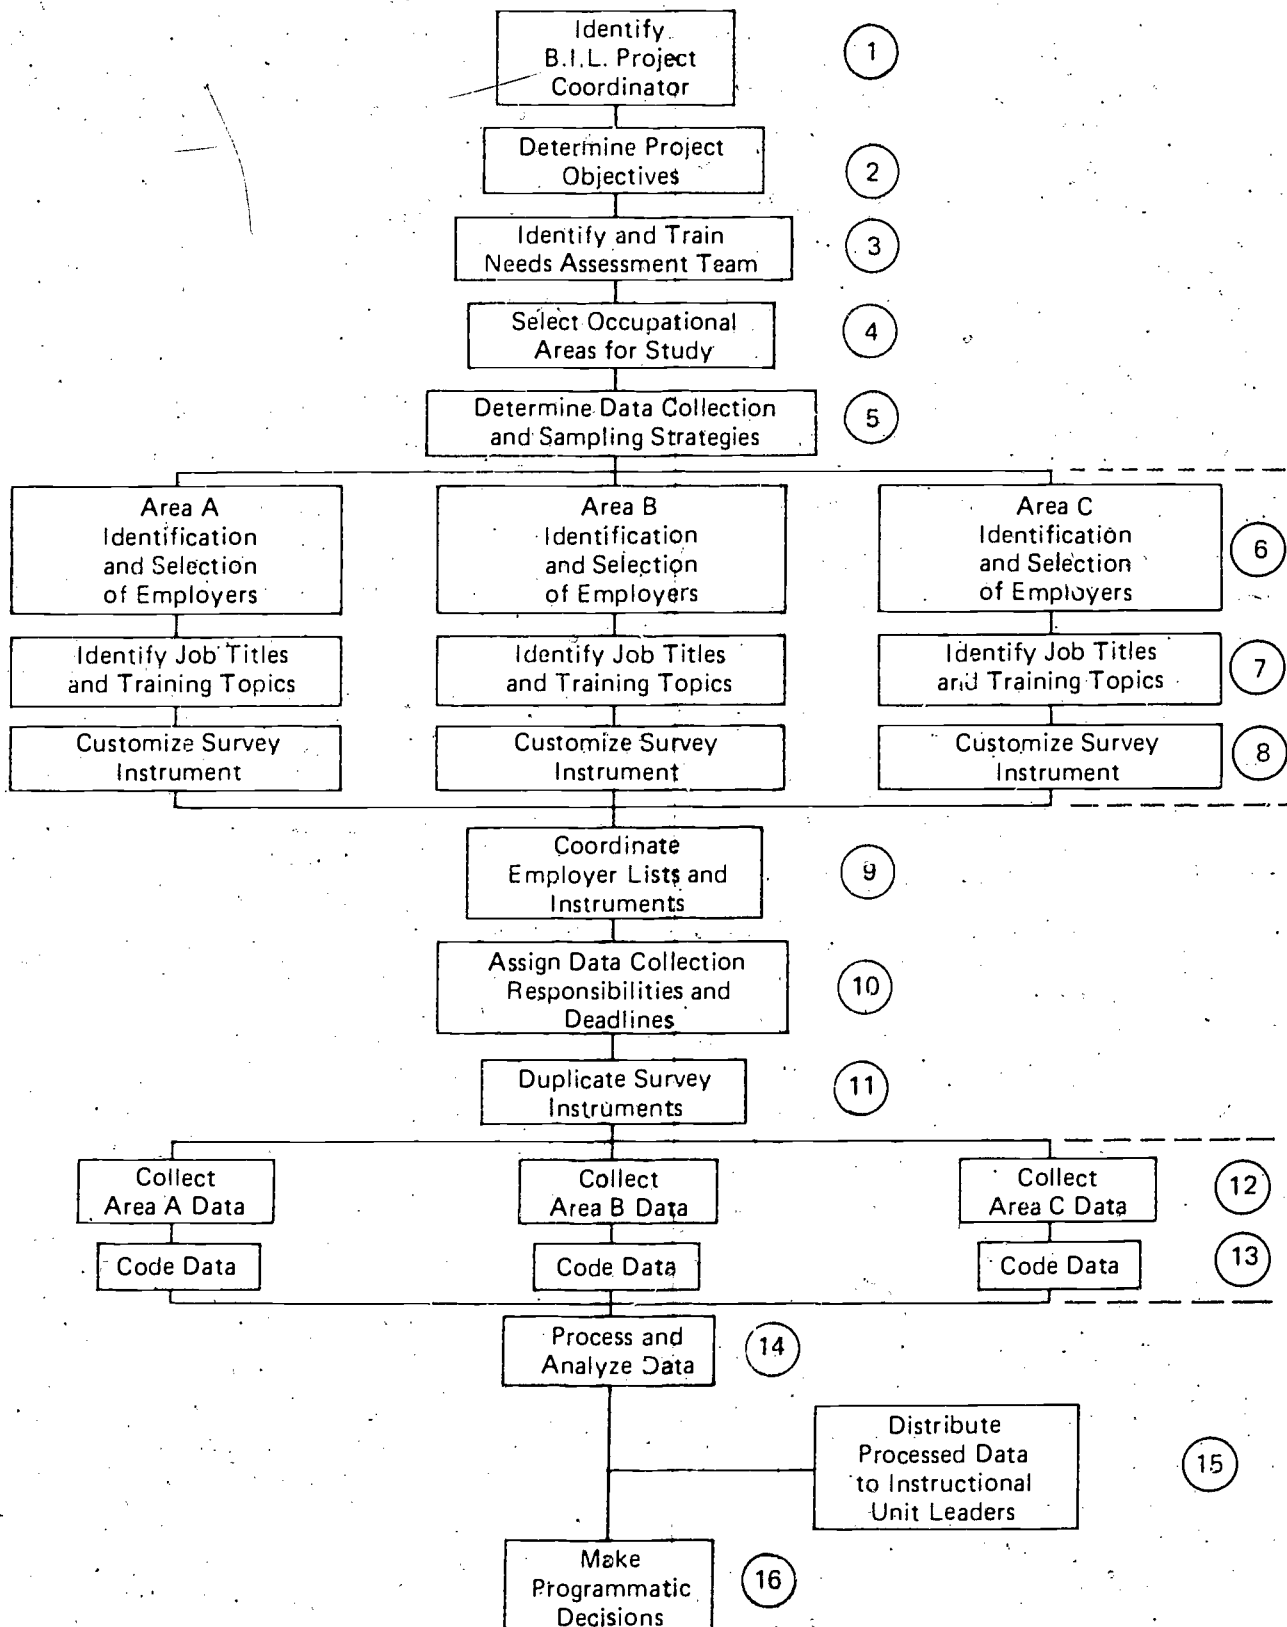 Identify
B.I.L. Project
Coordinator
1
Determine Project
Objectives
2
Identify and Train
Needs Assessment Team
3
Select Occupational
Areas for Study
4
Determine Data Collection
and Sampling Strategies
5
Area A
Identification
and Selection
of Employers
Area B
Identification
and Selection
of Employers
Area C
Identification
and Selection
of Employers
6
Identify Job Titles
and Training Topics
Identify Job Titles
and Training Topics
Identify Job Titles
and Training Topics
7
Customize Survey
Instrument
Customize Survey
Instrument
Customize Survey
Instrument
8
Coordinate
Employer Lists and
Instruments
9
Assign Data Collection
Responsibilities and
Deadlines
10
Duplicate Survey
Instruments
11
Collect
Area A Data
Collect
Area B Data
Collect
Area C Data
12
Code Data
Code Data
Code Data
13
Process and
Analyze Data
14
Distribute
Processed Data
to Instructional
Unit Leaders
15
Make
Programmatic
Decisions
16